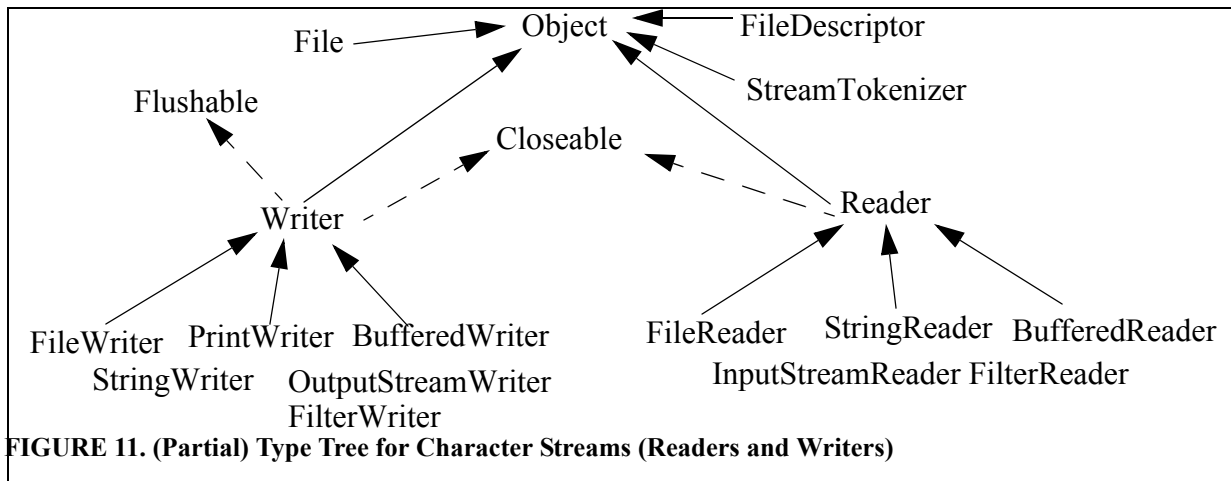 Object
FileDescriptor
File
StreamTokenizer
Flushable
Closeable
Writer
Reader
FileWriter PrintWriter BufferedWriter
FileReader StringReader BufferedReader
StringWriter OutputStreamWriter
InputStreamReader FilterReader
FilterWriter
FIGURE 11. (Partial) Type Tree for Character Streams (Readers and Writers)